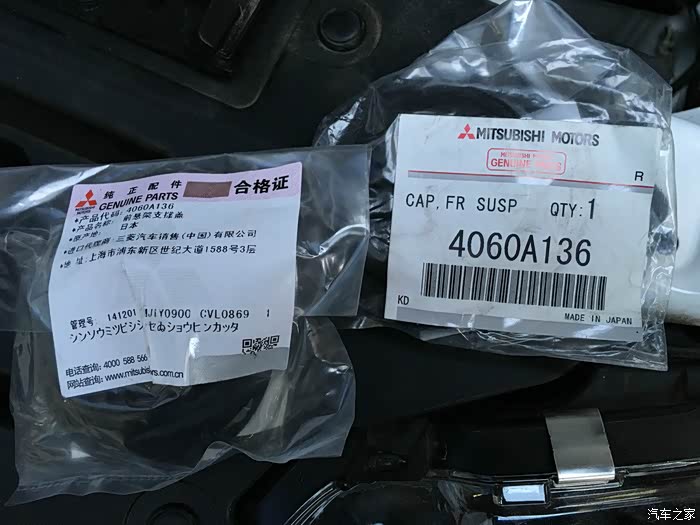 纯正配件
GENUINE PARTS
合格证
产品代码: 4060A136
产品名称: 前悬架支座盖
原产地: 日本
进口代理商: 三菱汽车销售(中国)有限公司
地 址: 上海市浦东新区世纪大道1588号3层
管理号: 141201 CVL0869 1
電话查询: 4000 588 566
网站查询: www.mitsubishi-motors.com.cn
MITSUBISHI MOTORS
GENUINE PARTS
R
CAP, FR SUSP QTY: 1
4060A136
KD
MADE IN JAPAN
汽车之家